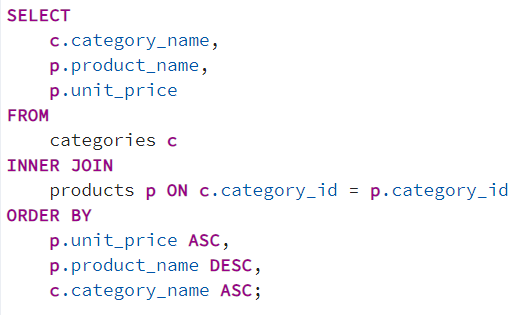 SELECT
    c.category_name,
    p.product_name,
    p.unit_price
FROM
    categories c
INNER JOIN
    products p ON c.category_id = p.category_id
ORDER BY
    p.unit_price ASC,
    p.product_name DESC,
    c.category_name ASC;